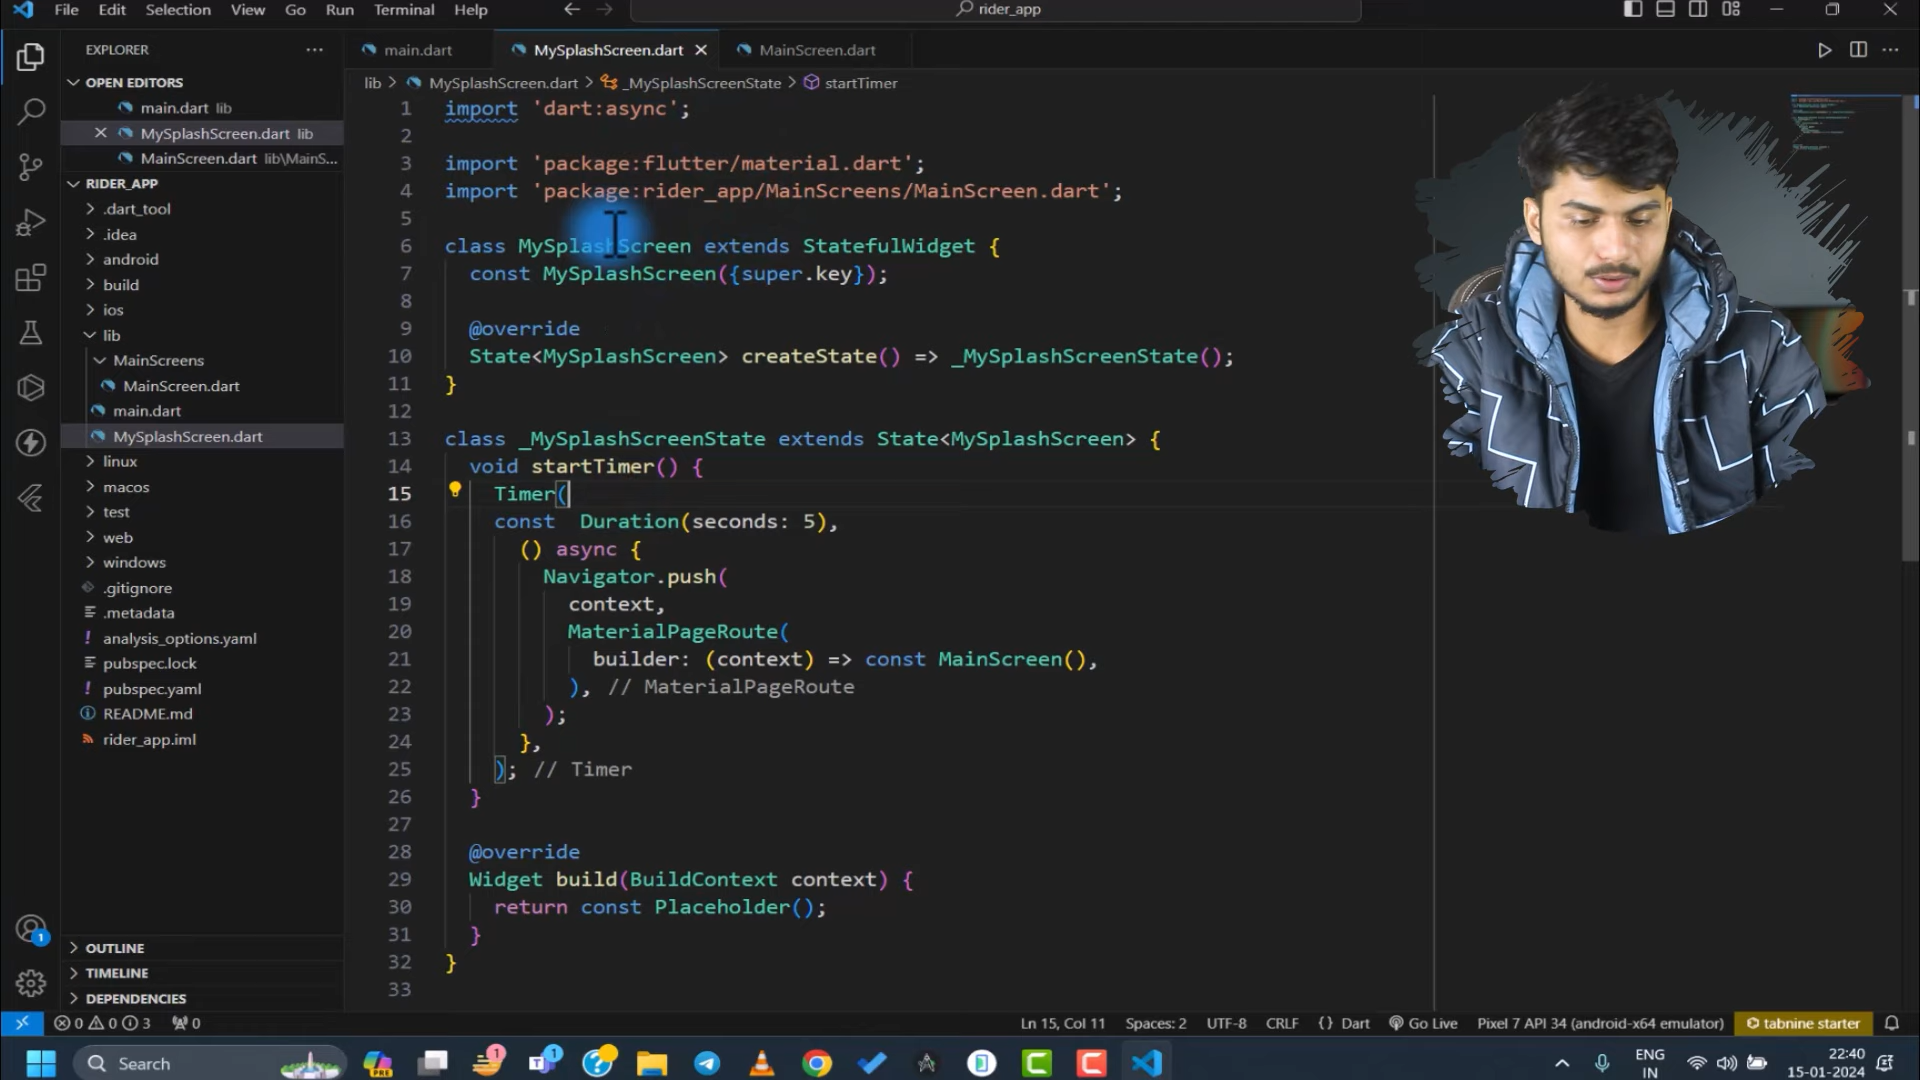 File Edit Selection View Go Run Terminal Help
rider_app
EXPLORER
main.dart
MySplashScreen.dart
MainScreen.dart
OPEN EDITORS
lib > MySplashScreen.dart > _MySplashScreenState > startTimer
main.dart lib
MySplashScreen.dart lib
MainScreen.dart lib\MainS...
RIDER_APP
.dart_tool
.idea
android
build
ios
lib
MainScreens
MainScreen.dart
main.dart
MySplashScreen.dart
linux
macos
test
web
windows
.gitignore
.metadata
analysis_options.yaml
pubspec.lock
pubspec.yaml
README.md
rider_app.iml
OUTLINE
TIMELINE
DEPENDENCIES
1 import 'dart:async';
2
3 import 'package:flutter/material.dart';
4 import 'package:rider_app/MainScreens/MainScreen.dart';
5
6 class MySplashScreen extends StatefulWidget {
7 const MySplashScreen({super.key});
8
9 @override
10 State<MySplashScreen> createState() => _MySplashScreenState();
11 }
12
13 class _MySplashScreenState extends State<MySplashScreen> {
14 void startTimer() {
15 Timer(
16 const  Duration(seconds: 5),
17 () async {
18 Navigator.push(
19 context,
20 MaterialPageRoute(
21 builder: (context) => const MainScreen(),
22 ), // MaterialPageRoute
23 );
24 },
25 ); // Timer
26 }
27
28 @override
29 Widget build(BuildContext context) {
30 return const Placeholder();
31 }
32 }
33
1
0 0 3 0
Ln 15, Col 11 Spaces: 2 UTF-8 CRLF {} Dart Go Live Pixel 7 API 34 (android-x64 emulator) tabnine starter
Search
PRE
1
1
ENG
IN
22:40
15-01-2024